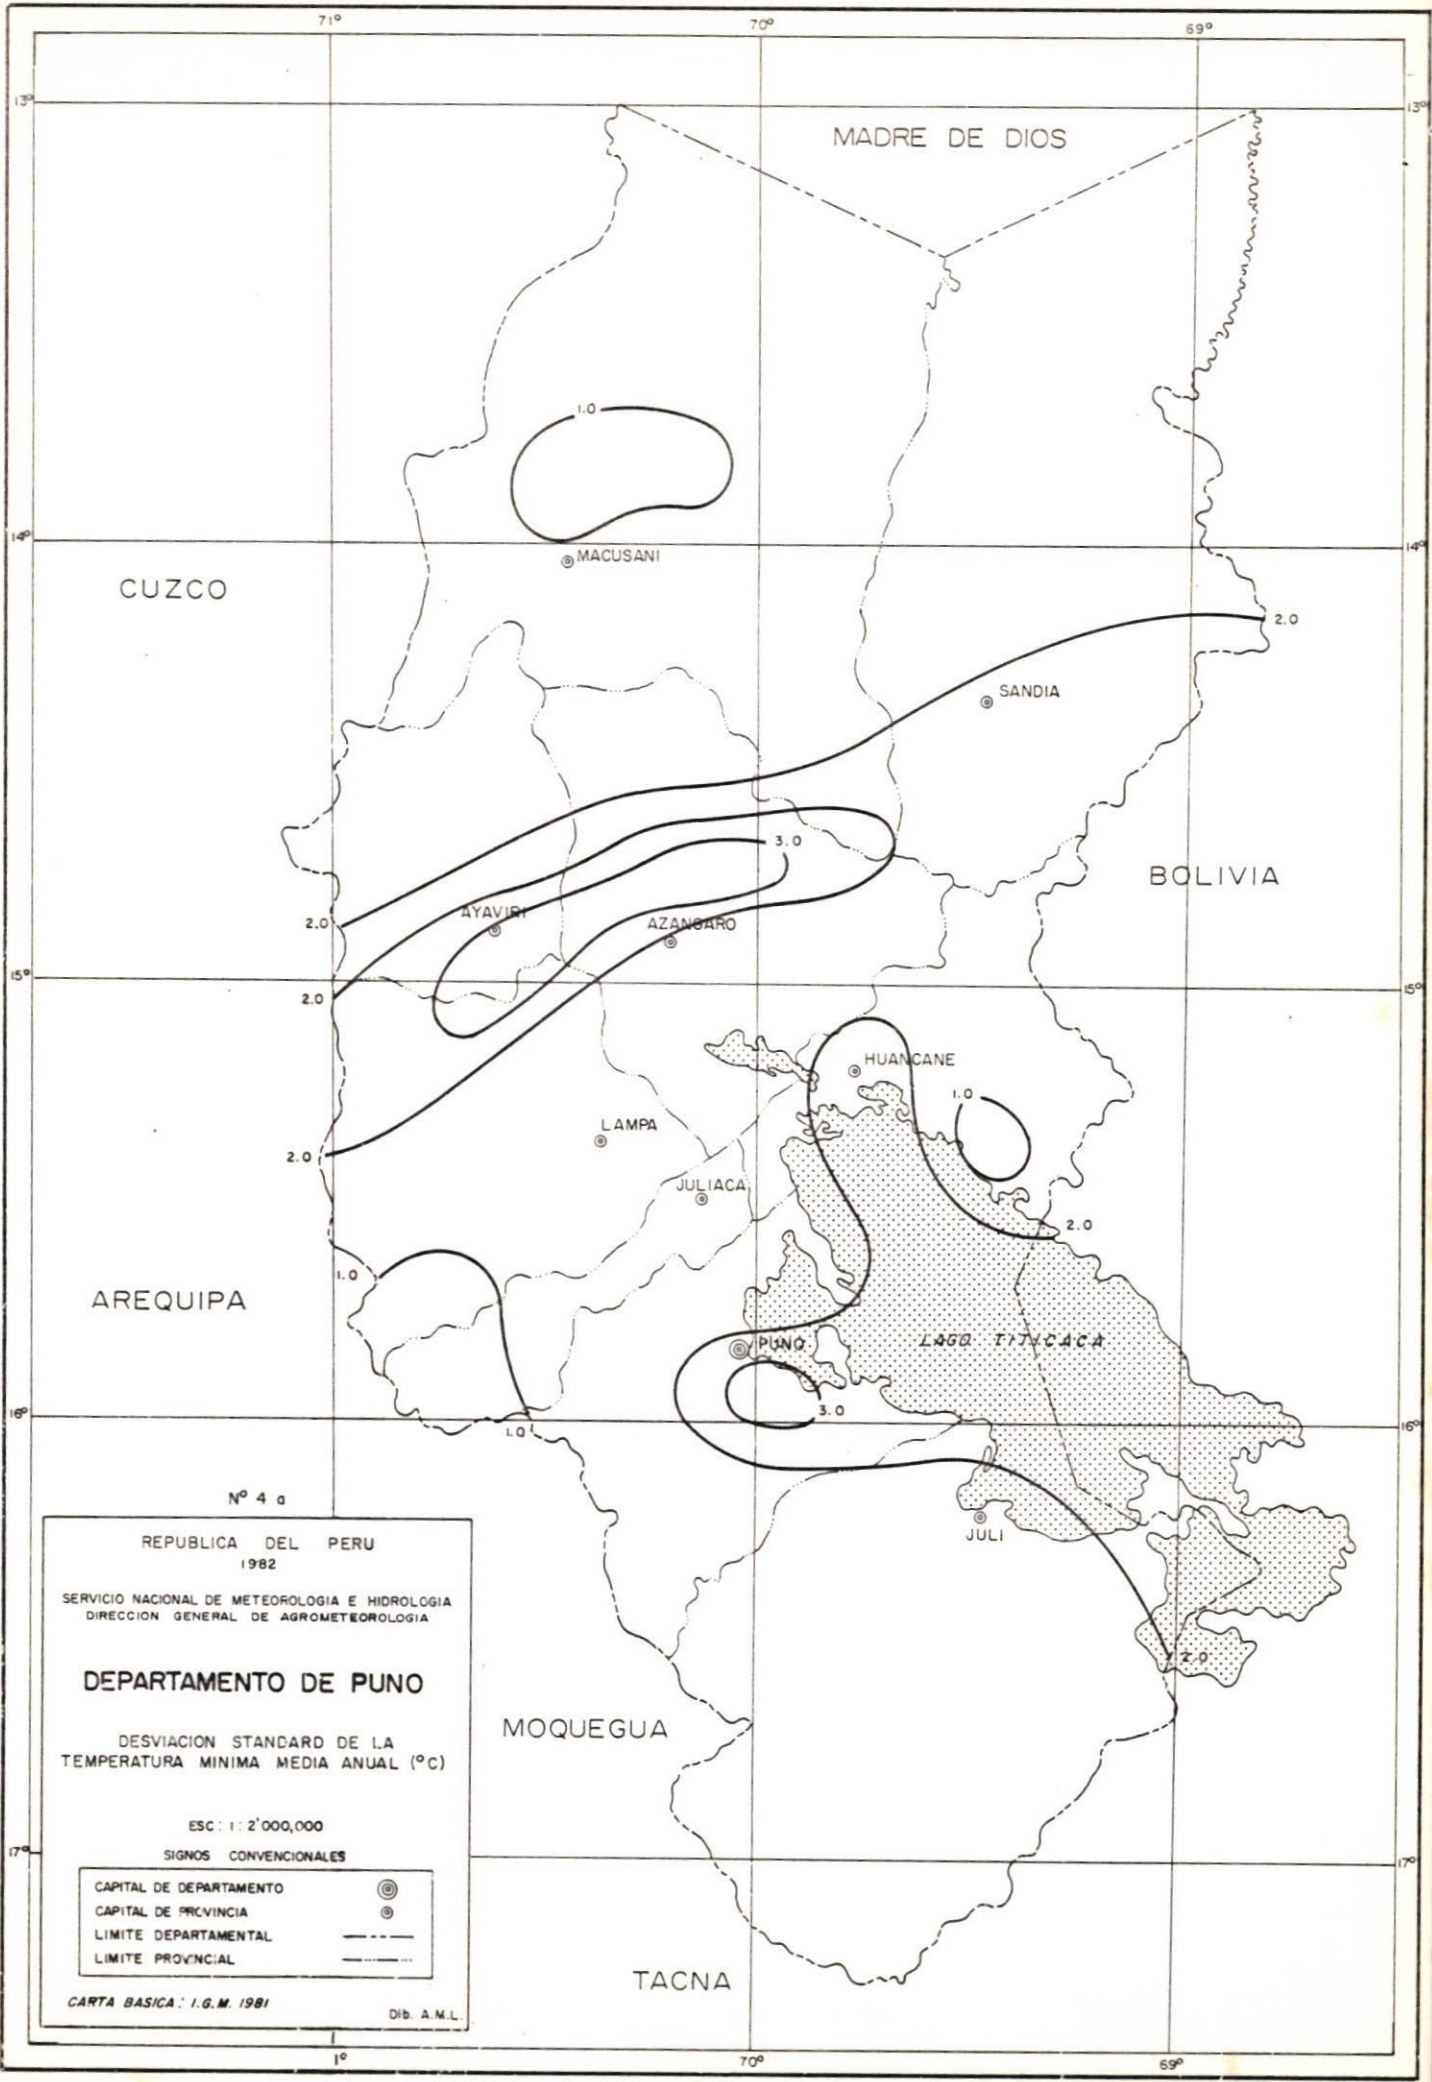 71°
70°
69°
13°
13°
MADRE DE DIOS
1.0
14°
14°
MACUSANI
CUZCO
2.0
SANDIA
3.0
BOLIVIA
AYAVIRI
AZANGARO
2.0
15°
15°
2.0
HUANCANE
1.0
LAMPA
2.0
JULIACA
2.0
1.0
AREQUIPA
PUNO
LAGO TITICACA
3.0
16°
16°
1.0
Nº 4 a
JULI
REPUBLICA DEL PERU
1982
SERVICIO NACIONAL DE METEOROLOGIA E HIDROLOGIA
DIRECCION GENERAL DE AGROMETEOROLOGIA
2.0
DEPARTAMENTO DE PUNO
MOQUEGUA
DESVIACION STANDARD DE LA
TEMPERATURA MINIMA MEDIA ANUAL (°C)
ESC: 1: 2'000,000
17°
17°
SIGNOS CONVENCIONALES
CAPITAL DE DEPARTAMENTO
CAPITAL DE PROVINCIA
LIMITE DEPARTAMENTAL
LIMITE PROVINCIAL
TACNA
CARTA BASICA: I.G.M. 1981
Dib. A.M.L.
1°
70°
69°